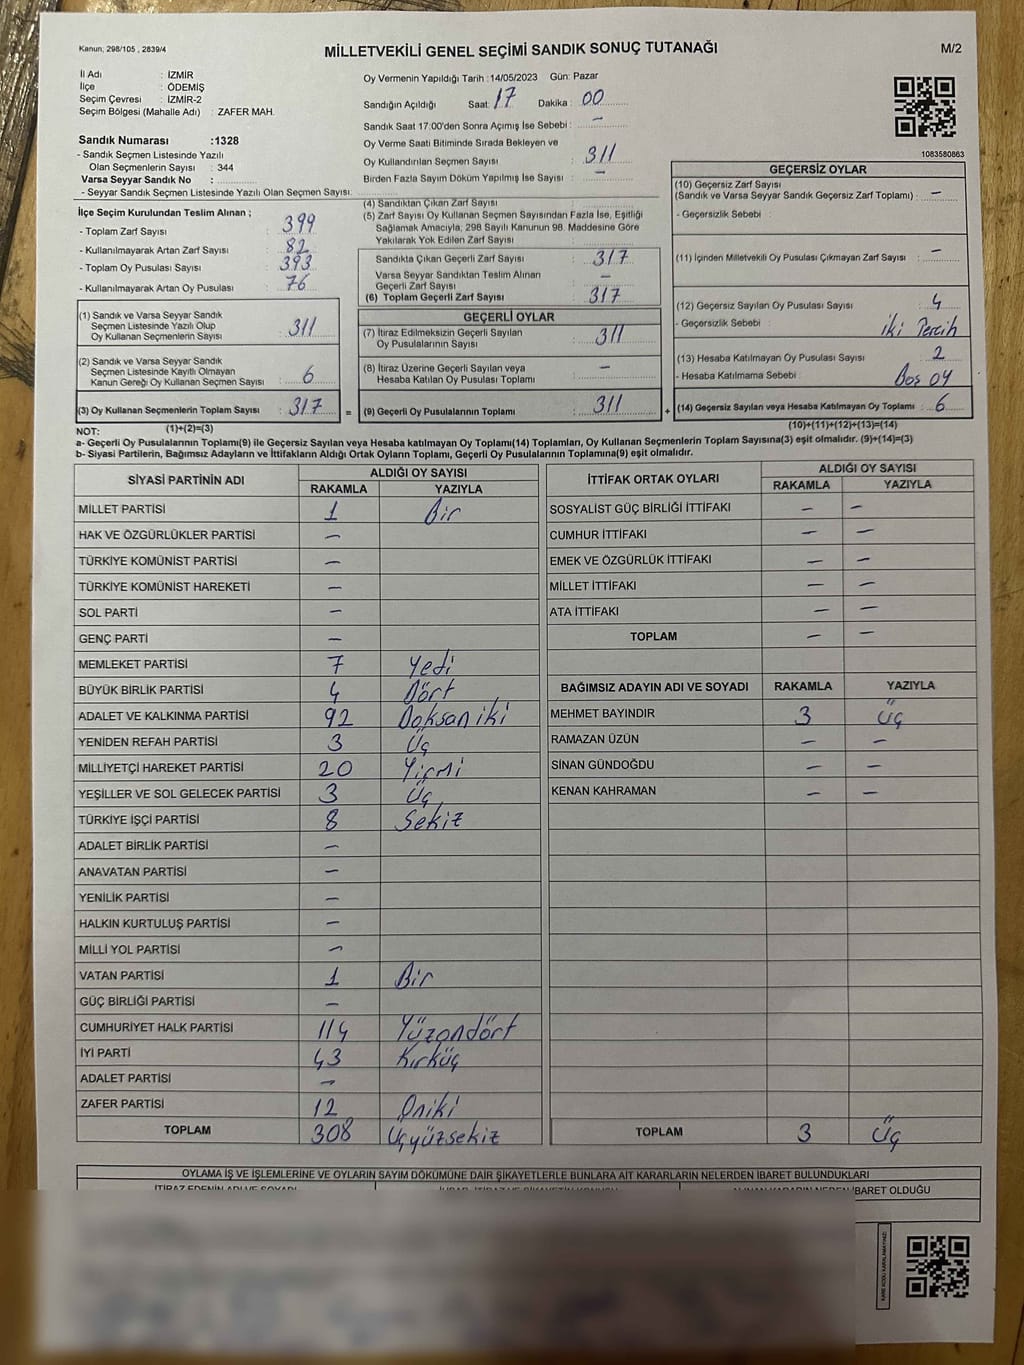 Kanun; 298/105 , 2839/4
MİLLETVEKİLİ GENEL SEÇİMİ SANDIK SONUÇ TUTANAĞI
M/2
İl Adı : İZMİR
İlçe : ÖDEMİŞ
Seçim Çevresi : İZMİR-2
Seçim Bölgesi (Mahalle Adı) : ZAFER MAH.
Sandık Numarası :1328
- Sandık Seçmen Listesinde Yazılı
Olan Seçmenlerin Sayısı : 344
Varsa Seyyar Sandık No :
- Seyyar Sandık Seçmen Listesinde Yazılı Olan Seçmen Sayısı:
Oy Vermenin Yapıldığı Tarih :14/05/2023 Gün: Pazar
Sandığın Açıldığı Saat: 17 Dakika : 00
Sandık Saat 17:00'den Sonra Açımış İse Sebebi : —
Oy Verme Saati Bitiminde Sırada Bekleyen ve
Oy Kullandırılan Seçmen Sayısı : 311
Birden Fazla Sayım Döküm Yapılmış İse Sayısı : —
1083580863
İlçe Seçim Kurulundan Teslim Alınan ;
- Toplam Zarf Sayısı : 399
- Kullanılmayarak Artan Zarf Sayısı : 82
- Toplam Oy Pusulası Sayısı : 393
- Kullanılmayarak Artan Oy Pusulası : 76
(1) Sandık ve Varsa Seyyar Sandık
Seçmen Listesinde Yazılı Olup
Oy Kullanan Seçmenlerin Sayısı : 311
(2) Sandık ve Varsa Seyyar Sandık
Seçmen Listesinde Kayıtlı Olmayan
Kanun Gereği Oy Kullanan Seçmen Sayısı : 6
(3) Oy Kullanan Seçmenlerin Toplam Sayısı : 317
(1)+(2)=(3)
(4) Sandıktan Çıkan Zarf Sayısı :
(5) Zarf Sayısı Oy Kullanan Seçmen Sayısından Fazla İse, Eşitliği
Sağlamak Amacıyla, 298 Sayılı Kanunun 98. Maddesine Göre
Yakılarak Yok Edilen Zarf Sayısı :
Sandıkta Çıkan Geçerli Zarf Sayısı : 317
Varsa Seyyar Sandıktan Teslim Alınan
Geçerli Zarf Sayısı : —
(6) Toplam Geçerli Zarf Sayısı : 317
GEÇERLİ OYLAR
(7) İtiraz Edilmeksizin Geçerli Sayılan
Oy Pusulalarının Sayısı : 311
(8) İtiraz Üzerine Geçerli Sayılan veya
Hesaba Katılan Oy Pusulası Toplamı : —
= (9) Geçerli Oy Pusulalarının Toplamı : 311
GEÇERSİZ OYLAR
(10) Geçersiz Zarf Sayısı
(Sandık ve Varsa Seyyar Sandık Geçersiz Zarf Toplamı) : —
- Geçersizlik Sebebi :
(11) İçinden Milletvekili Oy Pusulası Çıkmayan Zarf Sayısı : —
(12) Geçersiz Sayılan Oy Pusulası Sayısı : 4
- Geçersizlik Sebebi : iki Tercih
(13) Hesaba Katılmayan Oy Pusulası Sayısı : 2
- Hesaba Katılmama Sebebi : Bos oy
+ (14) Geçersiz Sayılan veya Hesaba Katılmayan Oy Toplamı : 6
(10)+(11)+(12)+(13)=(14)
NOT:
a- Geçerli Oy Pusulalarının Toplamı(9) ile Geçersiz Sayılan veya Hesaba katılmayan Oy Toplamı(14) Toplamları, Oy Kullanan Seçmenlerin Toplam Sayısına(3) eşit olmalıdır. (9)+(14)=(3)
b- Siyasi Partilerin, Bağımsız Adayların ve İttifakların Aldığı Ortak Oyların Toplamı, Geçerli Oy Pusulalarının Toplamına(9) eşit olmalıdır.
SİYASİ PARTİNİN ADI ALDIĞI OY SAYISI
RAKAMLA YAZIYLA
MİLLET PARTİSİ 1 Bir
HAK VE ÖZGÜRLÜKLER PARTİSİ —
TÜRKİYE KOMÜNİST PARTİSİ —
TÜRKİYE KOMÜNİST HAREKETİ —
SOL PARTİ —
GENÇ PARTİ —
MEMLEKET PARTİSİ 7 Yedi
BÜYÜK BİRLİK PARTİSİ 4 Dört
ADALET VE KALKINMA PARTİSİ 92 Doksaniki
YENİDEN REFAH PARTİSİ 3 Üç
MİLLİYETÇİ HAREKET PARTİSİ 20 Yirmi
YEŞİLLER VE SOL GELECEK PARTİSİ 3 Üç
TÜRKİYE İŞÇİ PARTİSİ 8 Sekiz
ADALET BİRLİK PARTİSİ —
ANAVATAN PARTİSİ —
YENİLİK PARTİSİ —
HALKIN KURTULUŞ PARTİSİ —
MİLLİ YOL PARTİSİ —
VATAN PARTİSİ 1 Bir
GÜÇ BİRLİĞİ PARTİSİ —
CUMHURİYET HALK PARTİSİ 114 Yüzondört
İYİ PARTİ 43 Kırküç
ADALET PARTİSİ —
ZAFER PARTİSİ 12 Oniki
TOPLAM 308 Üçyüzsekiz
İTTİFAK ORTAK OYLARI ALDIĞI OY SAYISI
RAKAMLA YAZIYLA
SOSYALİST GÜÇ BİRLİĞİ İTTİFAKI — —
CUMHUR İTTİFAKI — —
EMEK VE ÖZGÜRLÜK İTTİFAKI — —
MİLLET İTTİFAKI — —
ATA İTTİFAKI — —
TOPLAM — —
BAĞIMSIZ ADAYIN ADI VE SOYADI RAKAMLA YAZIYLA
MEHMET BAYINDIR 3 Üç
RAMAZAN ÜZÜN — —
SİNAN GÜNDOĞDU — —
KENAN KAHRAMAN — —
TOPLAM 3 Üç
OYLAMA İŞ VE İŞLEMLERİNE VE OYLARIN SAYIM DÖKÜMÜNE DAİR ŞİKAYETLERLE BUNLARA AİT KARARLARIN NELERDEN İBARET BULUNDUKLARI
İTİRAZ EDENİN ADI VE SOYADI
İBARET OLDUĞU
KARE KODU KARALAMAYINIZ!